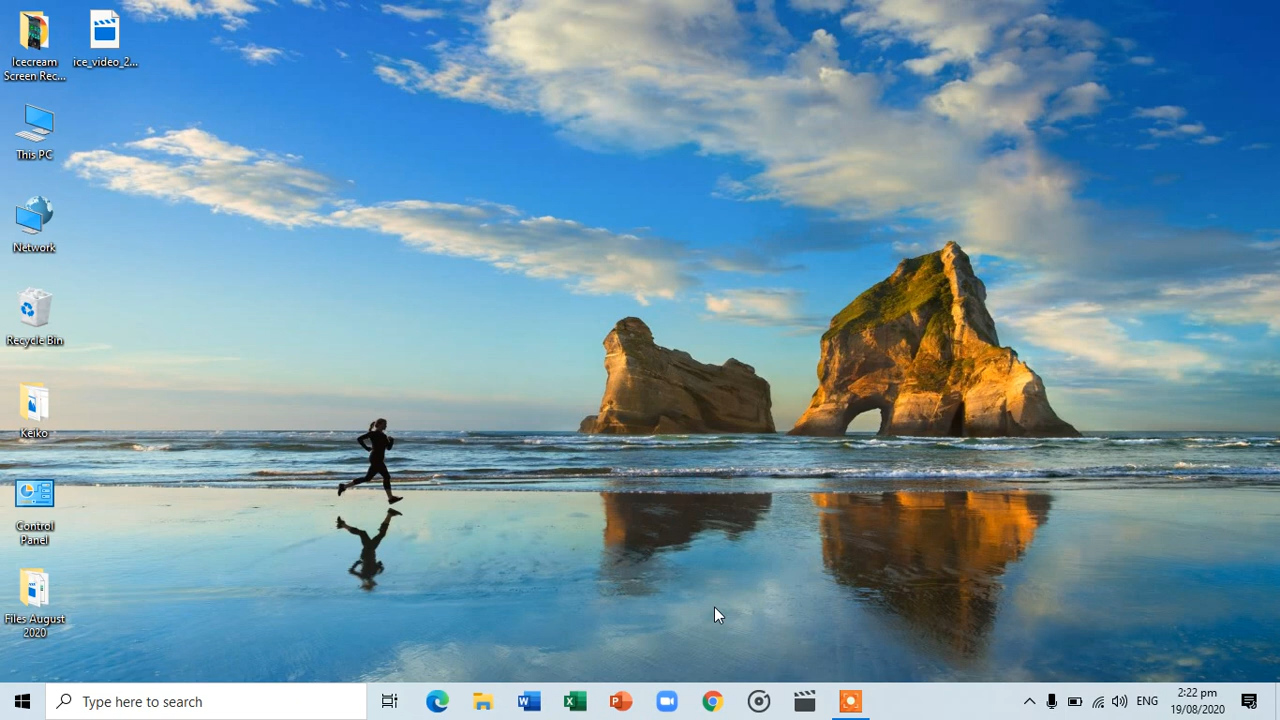 Icecream
Screen Rec...
ice_video_2...
This PC
Network
Recycle Bin
Keiko
Control
Panel
Files August
2020
Type here to search
ENG
2:22 pm
19/08/2020